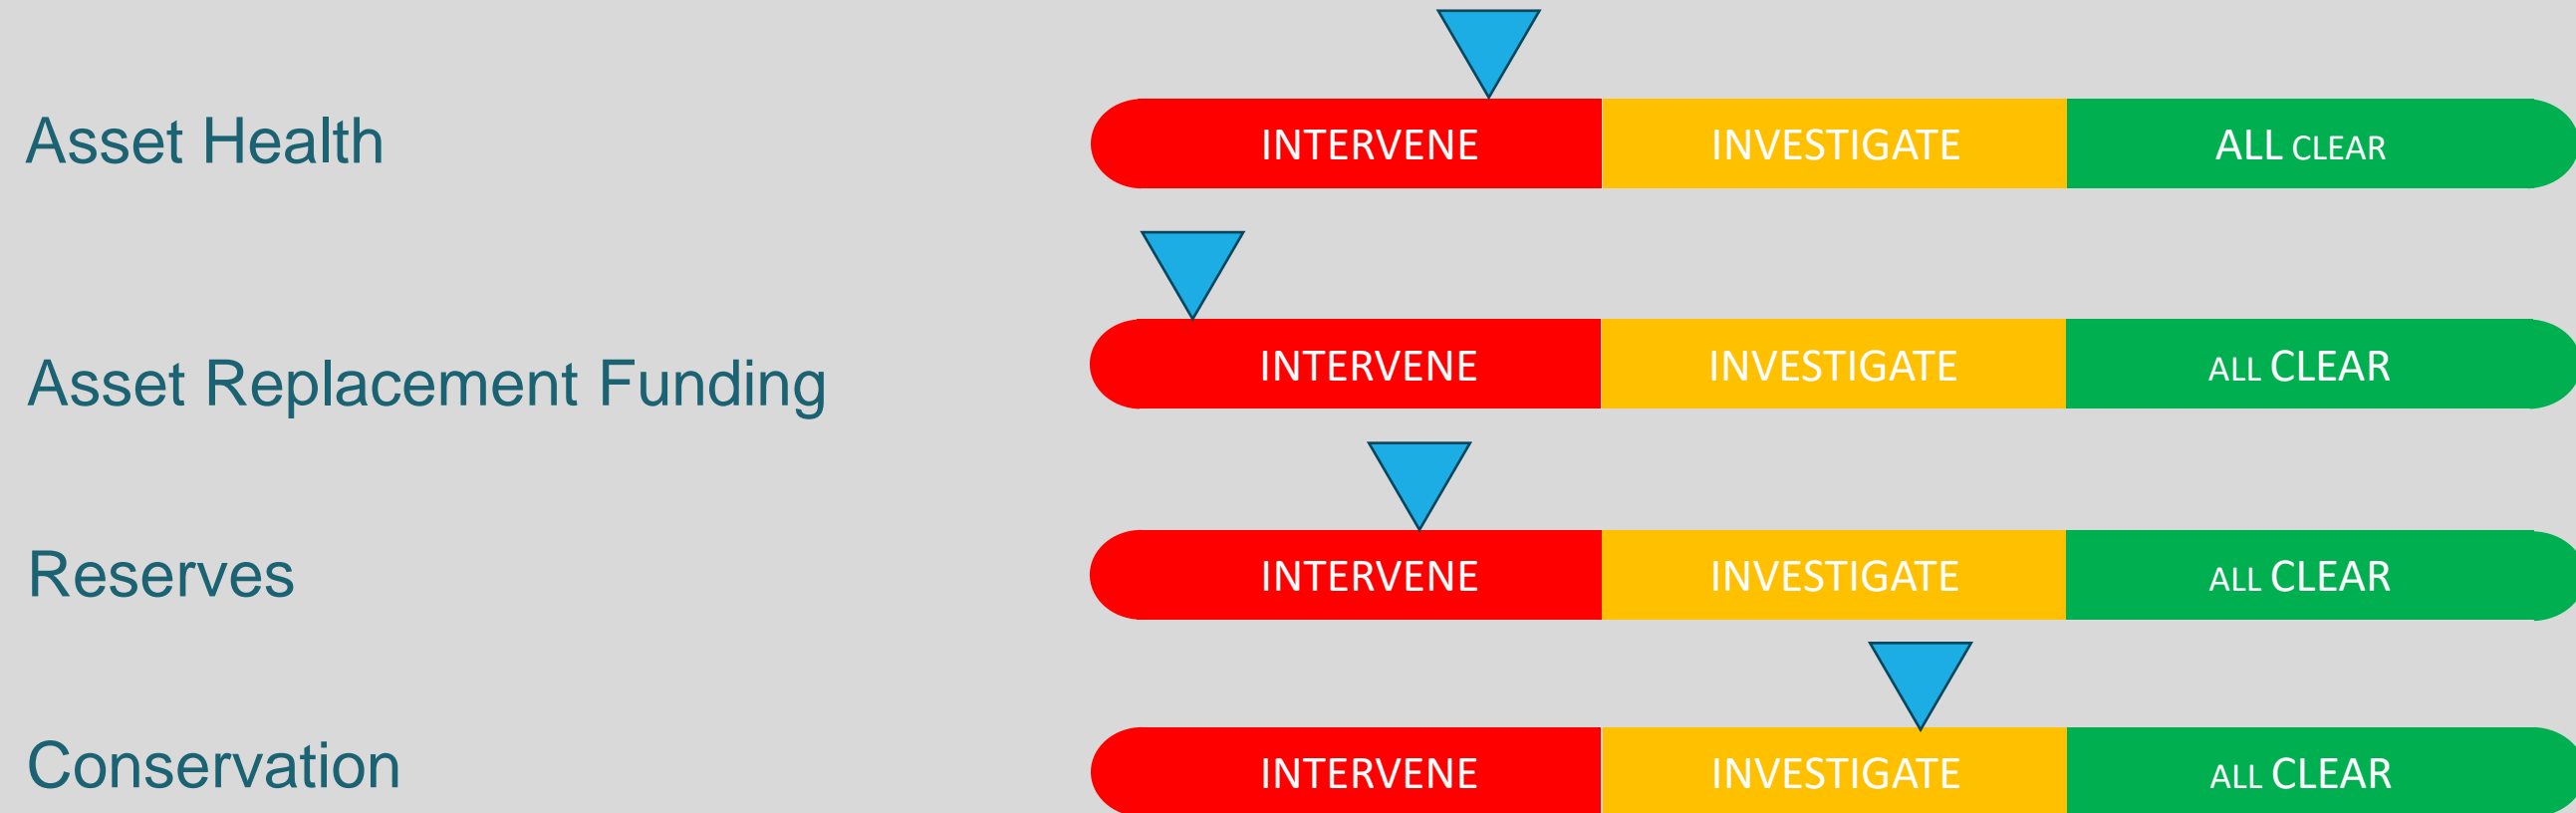 Asset Health
INTERVENE INVESTIGATE ALL CLEAR
Asset Replacement Funding
INTERVENE INVESTIGATE ALL CLEAR
Reserves
INTERVENE INVESTIGATE ALL CLEAR
Conservation
INTERVENE INVESTIGATE ALL CLEAR